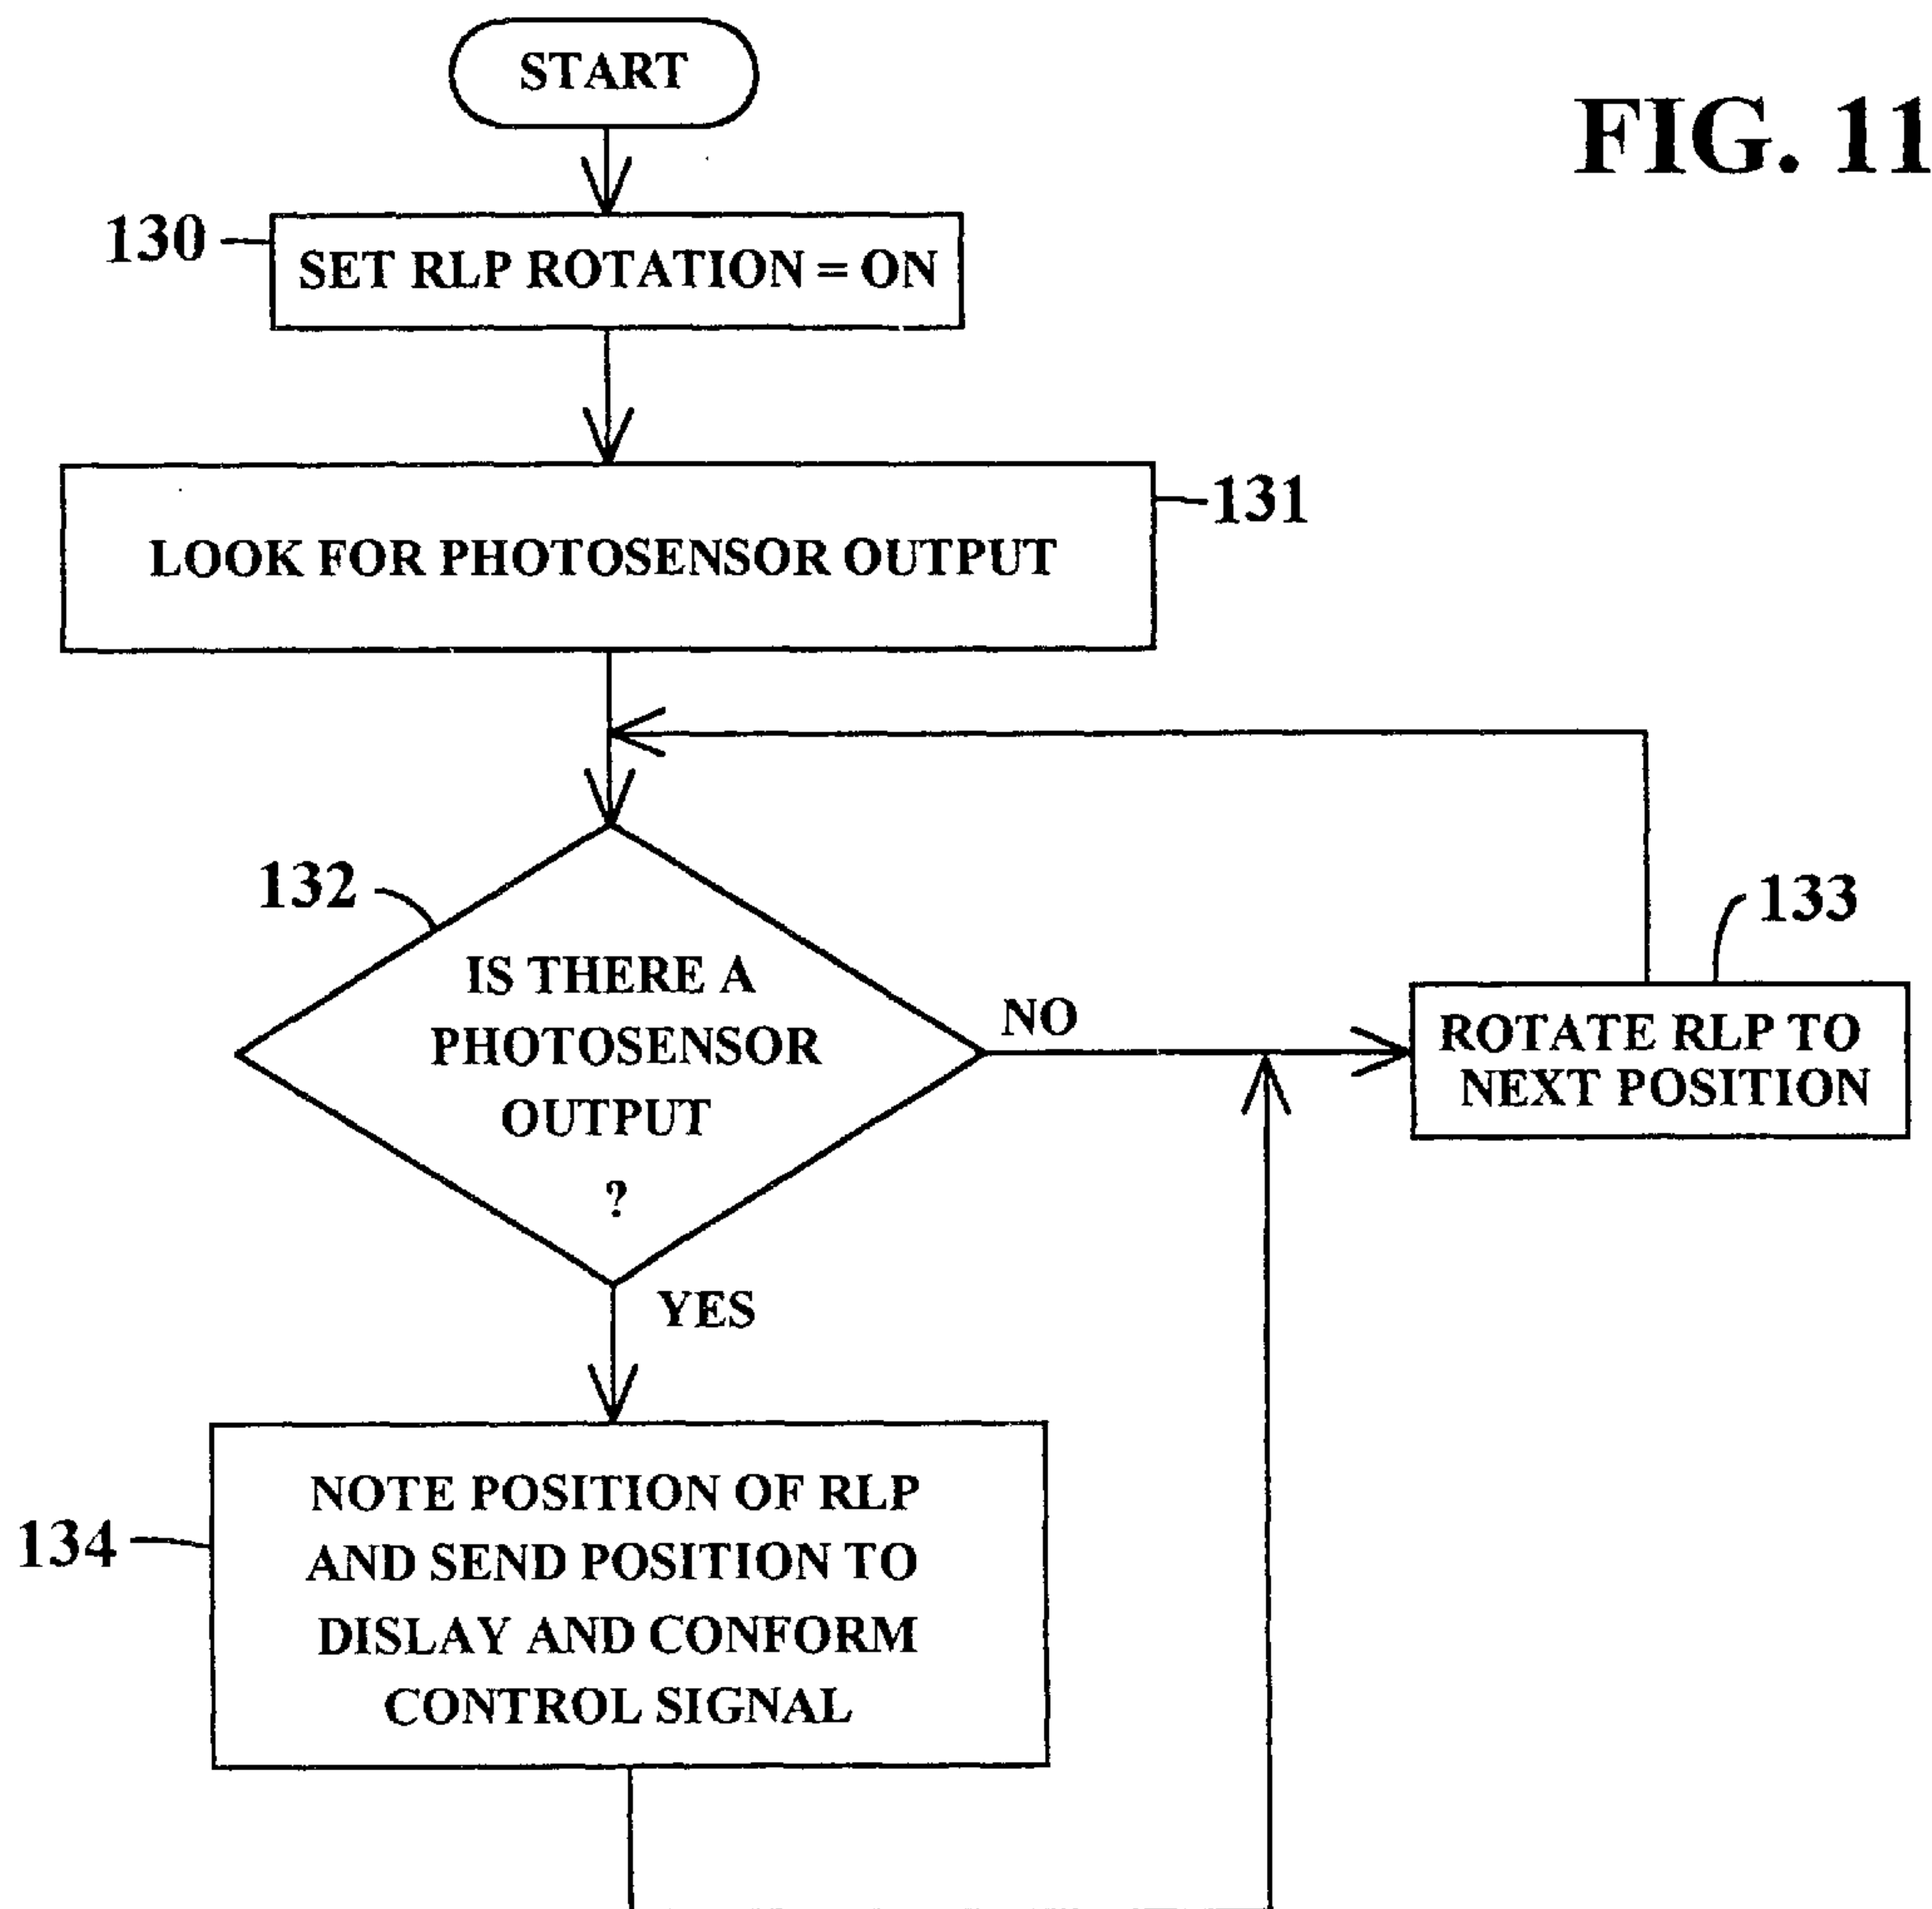 START
FIG. 11
130
SET RLP ROTATION = ON
131
LOOK FOR PHOTOSENSOR OUTPUT
132
IS THERE A
PHOTOSENSOR
OUTPUT
?
NO
133
ROTATE RLP TO
NEXT POSITION
YES
134
NOTE POSITION OF RLP
AND SEND POSITION TO
DISLAY AND CONFORM
CONTROL SIGNAL